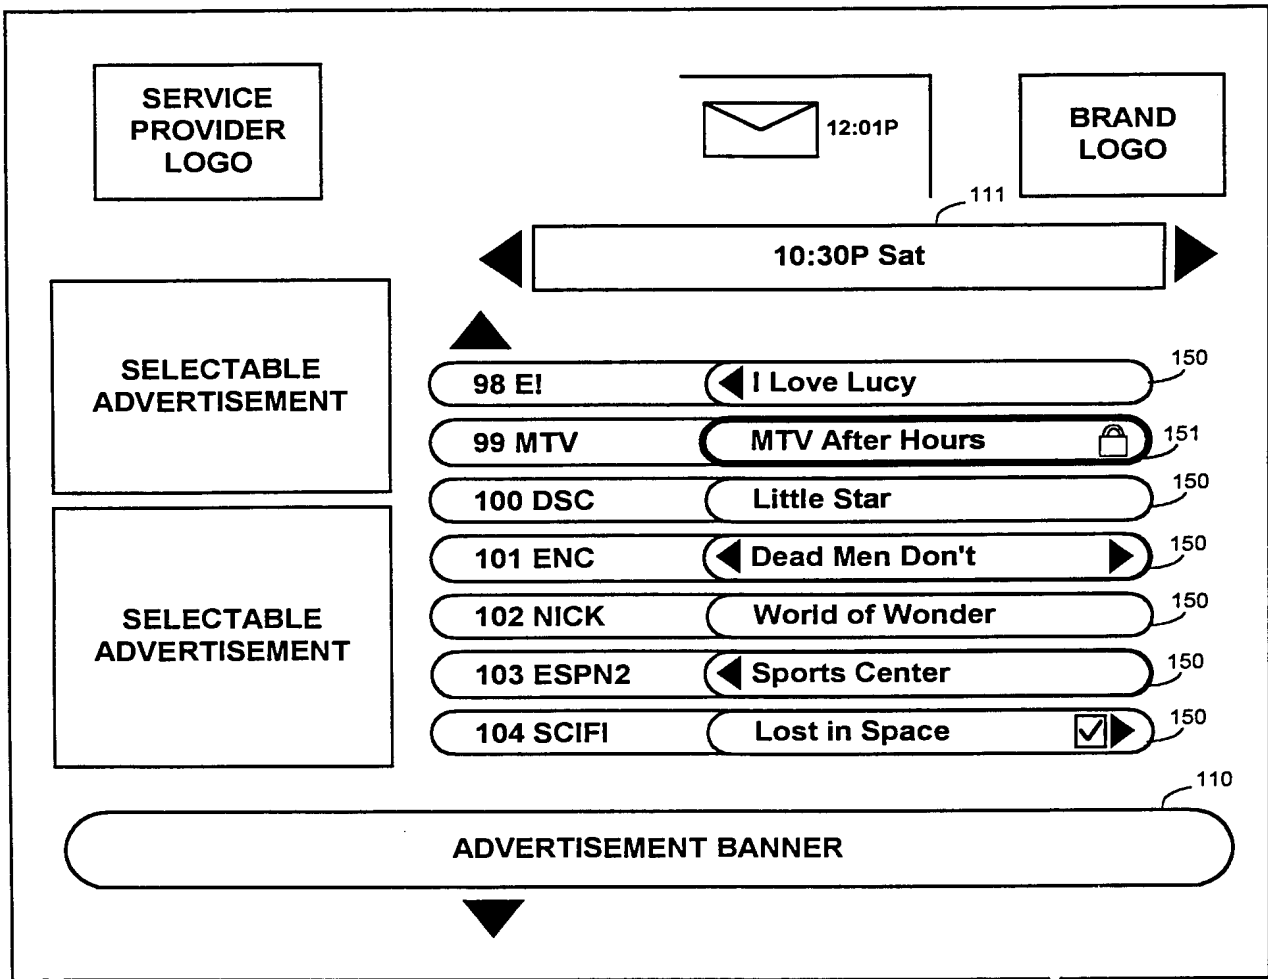 SERVICE
PROVIDER
LOGO
12:01P
BRAND
LOGO
111
10:30P Sat
SELECTABLE
ADVERTISEMENT
98 E!
I Love Lucy
150
99 MTV
MTV After Hours
151
100 DSC
Little Star
150
101 ENC
Dead Men Don't
150
SELECTABLE
ADVERTISEMENT
102 NICK
World of Wonder
150
103 ESPN2
Sports Center
150
104 SCIFI
Lost in Space
150
110
ADVERTISEMENT BANNER